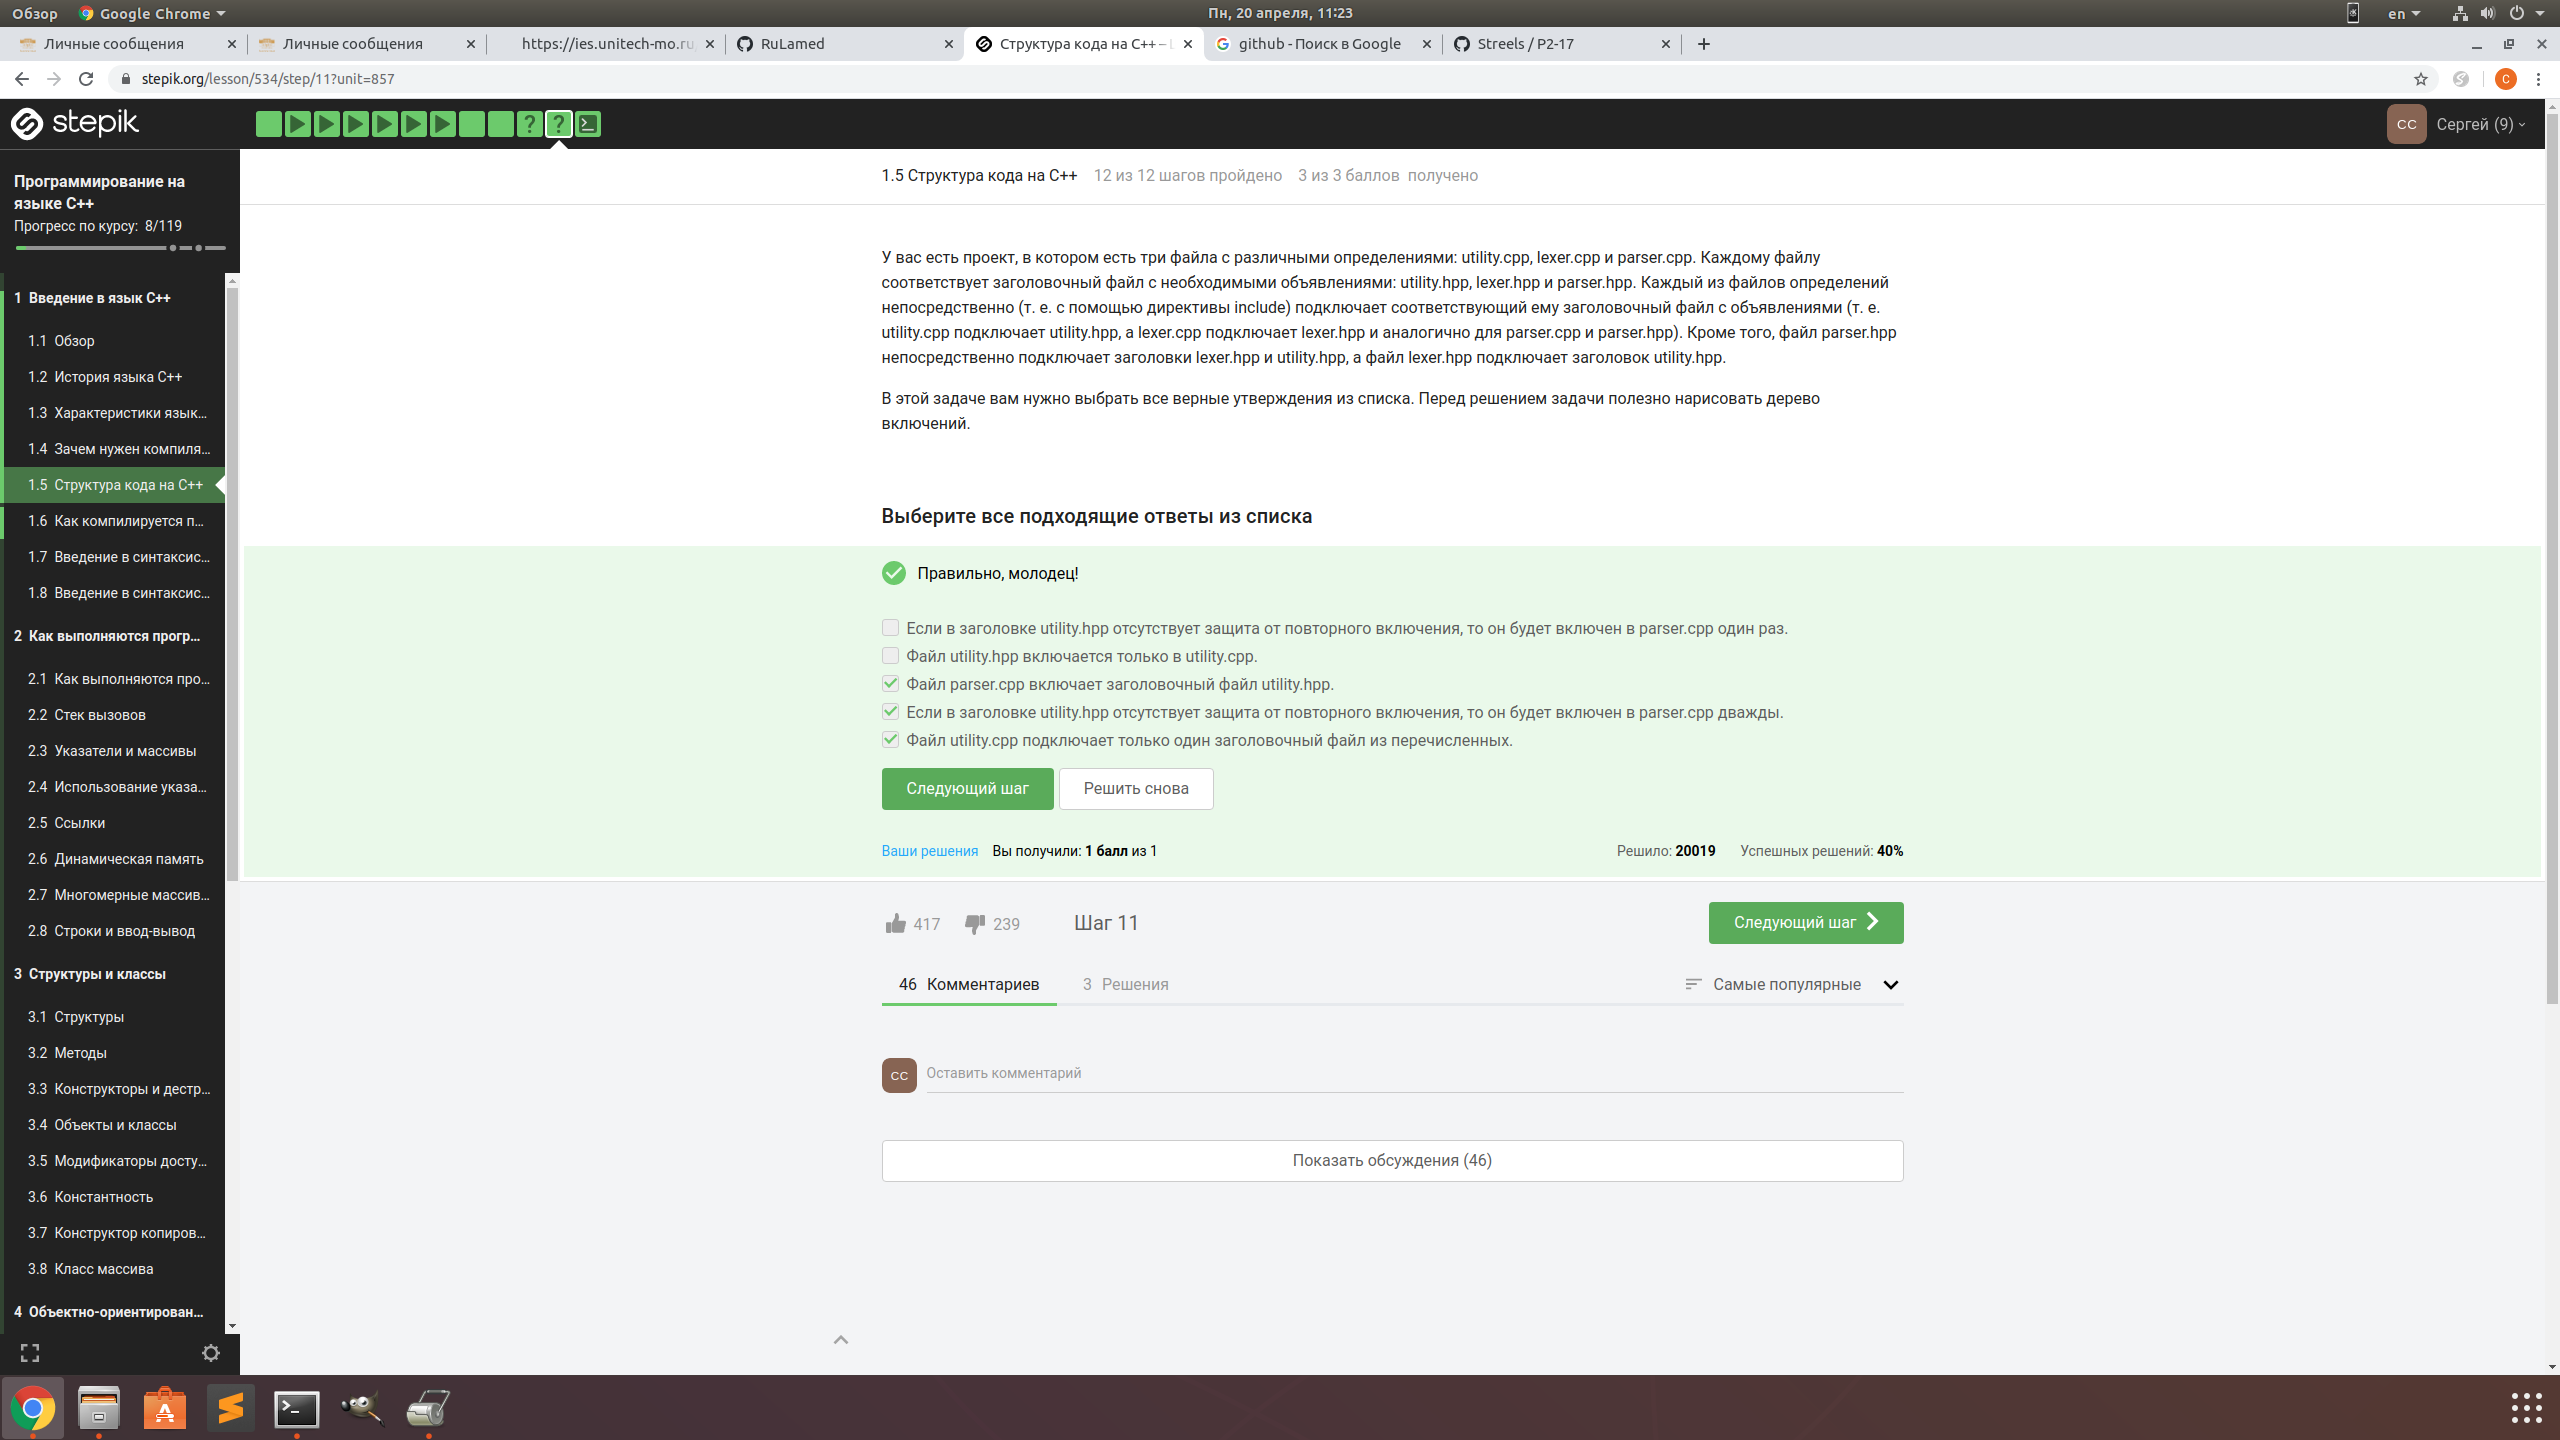 Обзор Google Chrome Пн, 20 апреля, 11:23 en
Личные сообщения Личные сообщения https://ies.unitech-mo.ru RuLamed Структура кода на C++ – github - Поиск в Google Streels / P2-17
stepik.org/lesson/534/step/11?unit=857 C
stepik ? ? СС Сергей (9)
Программирование на
языке C++
Прогресс по курсу: 8/119
1 Введение в язык C++
1.1 Обзор
1.2 История языка C++
1.3 Характеристики язык...
1.4 Зачем нужен компиля...
1.5 Структура кода на C++
1.6 Как компилируется п...
1.7 Введение в синтаксис...
1.8 Введение в синтаксис...
2 Как выполняются прогр...
2.1 Как выполняются про...
2.2 Стек вызовов
2.3 Указатели и массивы
2.4 Использование указа...
2.5 Ссылки
2.6 Динамическая память
2.7 Многомерные массив...
2.8 Строки и ввод-вывод
3 Структуры и классы
3.1 Структуры
3.2 Методы
3.3 Конструкторы и дестр...
3.4 Объекты и классы
3.5 Модификаторы досту...
3.6 Константность
3.7 Конструктор копиров...
3.8 Класс массива
4 Объектно-ориентирован...
1.5 Структура кода на C++ 12 из 12 шагов пройдено 3 из 3 баллов получено
У вас есть проект, в котором есть три файла с различными определениями: utility.cpp, lexer.cpp и parser.cpp. Каждому файлу
соответствует заголовочный файл с необходимыми объявлениями: utility.hpp, lexer.hpp и parser.hpp. Каждый из файлов определений
непосредственно (т. е. с помощью директивы include) подключает соответствующий ему заголовочный файл с объявлениями (т. е.
utility.cpp подключает utility.hpp, а lexer.cpp подключает lexer.hpp и аналогично для parser.cpp и parser.hpp). Кроме того, файл parser.hpp
непосредственно подключает заголовки lexer.hpp и utility.hpp, а файл lexer.hpp подключает заголовок utility.hpp.
В этой задаче вам нужно выбрать все верные утверждения из списка. Перед решением задачи полезно нарисовать дерево
включений.
Выберите все подходящие ответы из списка
Правильно, молодец!
Если в заголовке utility.hpp отсутствует защита от повторного включения, то он будет включен в parser.cpp один раз.
Файл utility.hpp включается только в utility.cpp.
Файл parser.cpp включает заголовочный файл utility.hpp.
Если в заголовке utility.hpp отсутствует защита от повторного включения, то он будет включен в parser.cpp дважды.
Файл utility.cpp подключает только один заголовочный файл из перечисленных.
Следующий шаг Решить снова
Ваши решения Вы получили: 1 балл из 1 Решило: 20019 Успешных решений: 40%
417 239 Шаг 11 Следующий шаг
46 Комментариев 3 Решения Самые популярные
СС Оставить комментарий
Показать обсуждения (46)